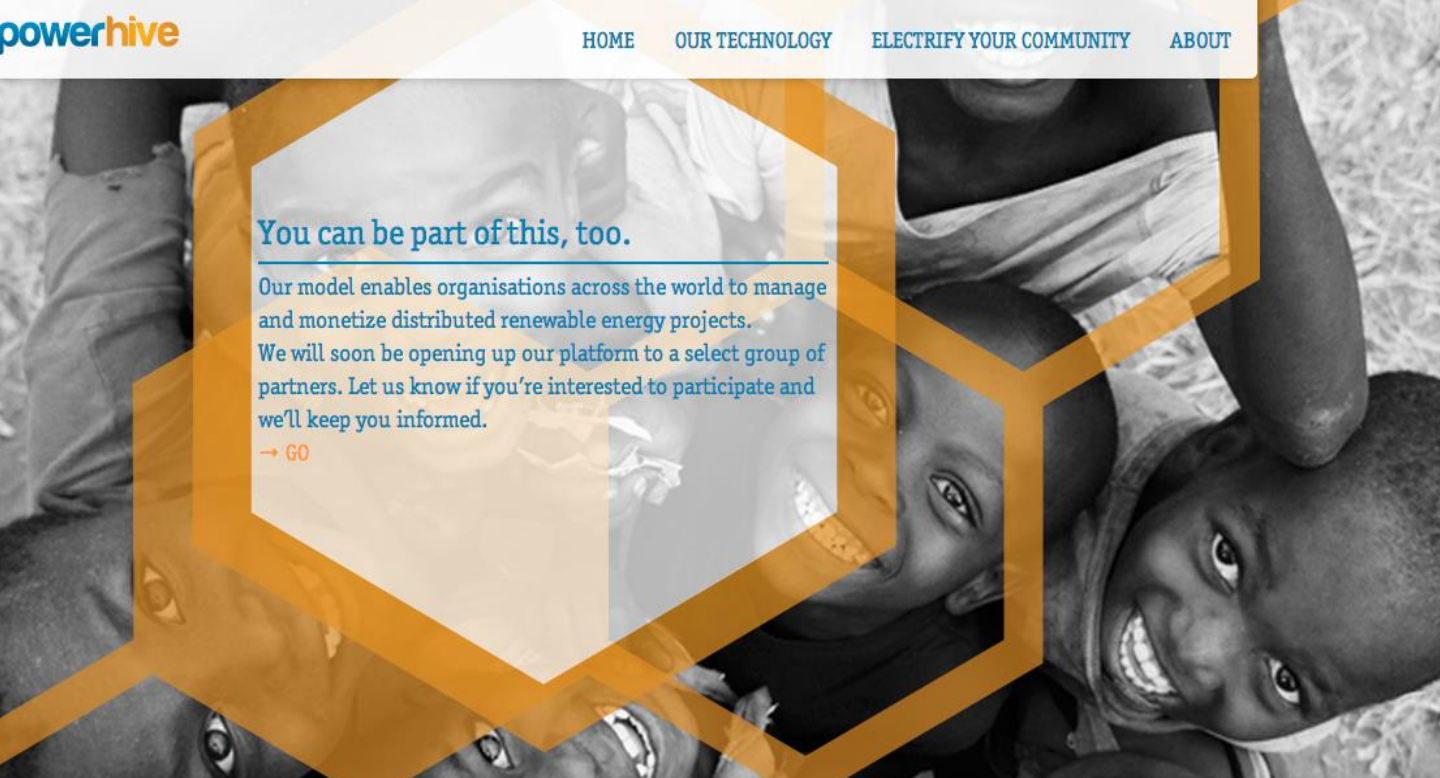 powerhive
HOME OUR TECHNOLOGY ELECTRIFY YOUR COMMUNITY ABOUT
You can be part of this, too.
Our model enables organisations across the world to manage
and monetize distributed renewable energy projects.
We will soon be opening up our platform to a select group of
partners. Let us know if you're interested to participate and
we'll keep you informed.
→ GO